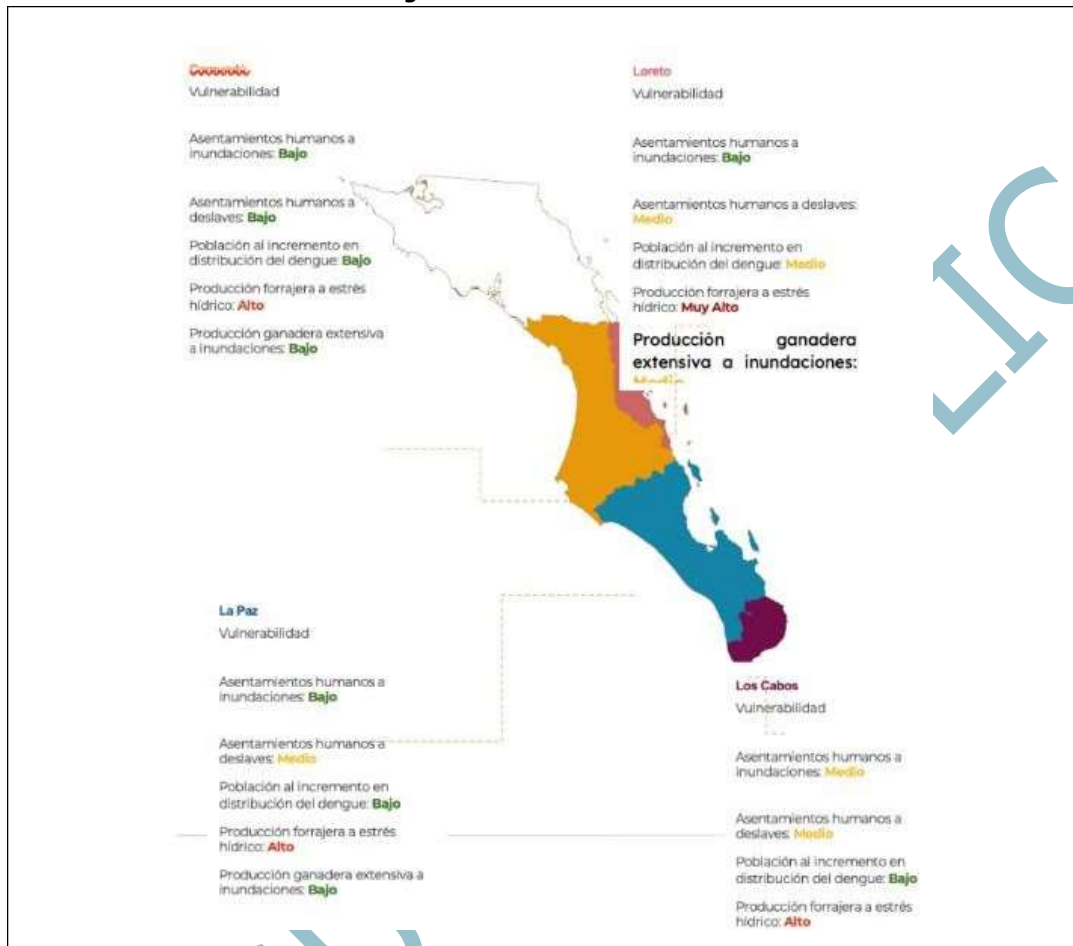 Loreto
Vulnerabilidad
Vulnerabilidad
Asentamientos humanos a
inundaciones: Bajo
Asentamientos humanos a
deslaves: Bajo
Población al incremento en
distribución del dengue: Bajo
Producción forrajera a estrés
hídrico: Alto
Producción ganadera extensiva
a inundaciones: Bajo
Asentamientos humanos a
inundaciones: Bajo
Asentamientos humanos a deslaves:
Medio
Población al incremento en
distribución del dengue: Medio
Producción forrajera a estrés
hídrico: Muy Alto
Producción ganadera
extensiva a inundaciones:
Medio
La Paz
Vulnerabilidad
Asentamientos humanos a
inundaciones: Bajo
Asentamientos humanos a
deslaves: Medio
Población al incremento en
distribución del dengue: Bajo
Producción forrajera a estrés
hídrico: Alto
Producción ganadera extensiva a
inundaciones: Bajo
Los Cabos
Vulnerabilidad
Asentamientos humanos a
inundaciones: Medio
Asentamientos humanos a
deslaves: Medio
Población al incremento en
distribución del dengue: Bajo
Producción forrajera a estrés
hídrico: Alto
LIC